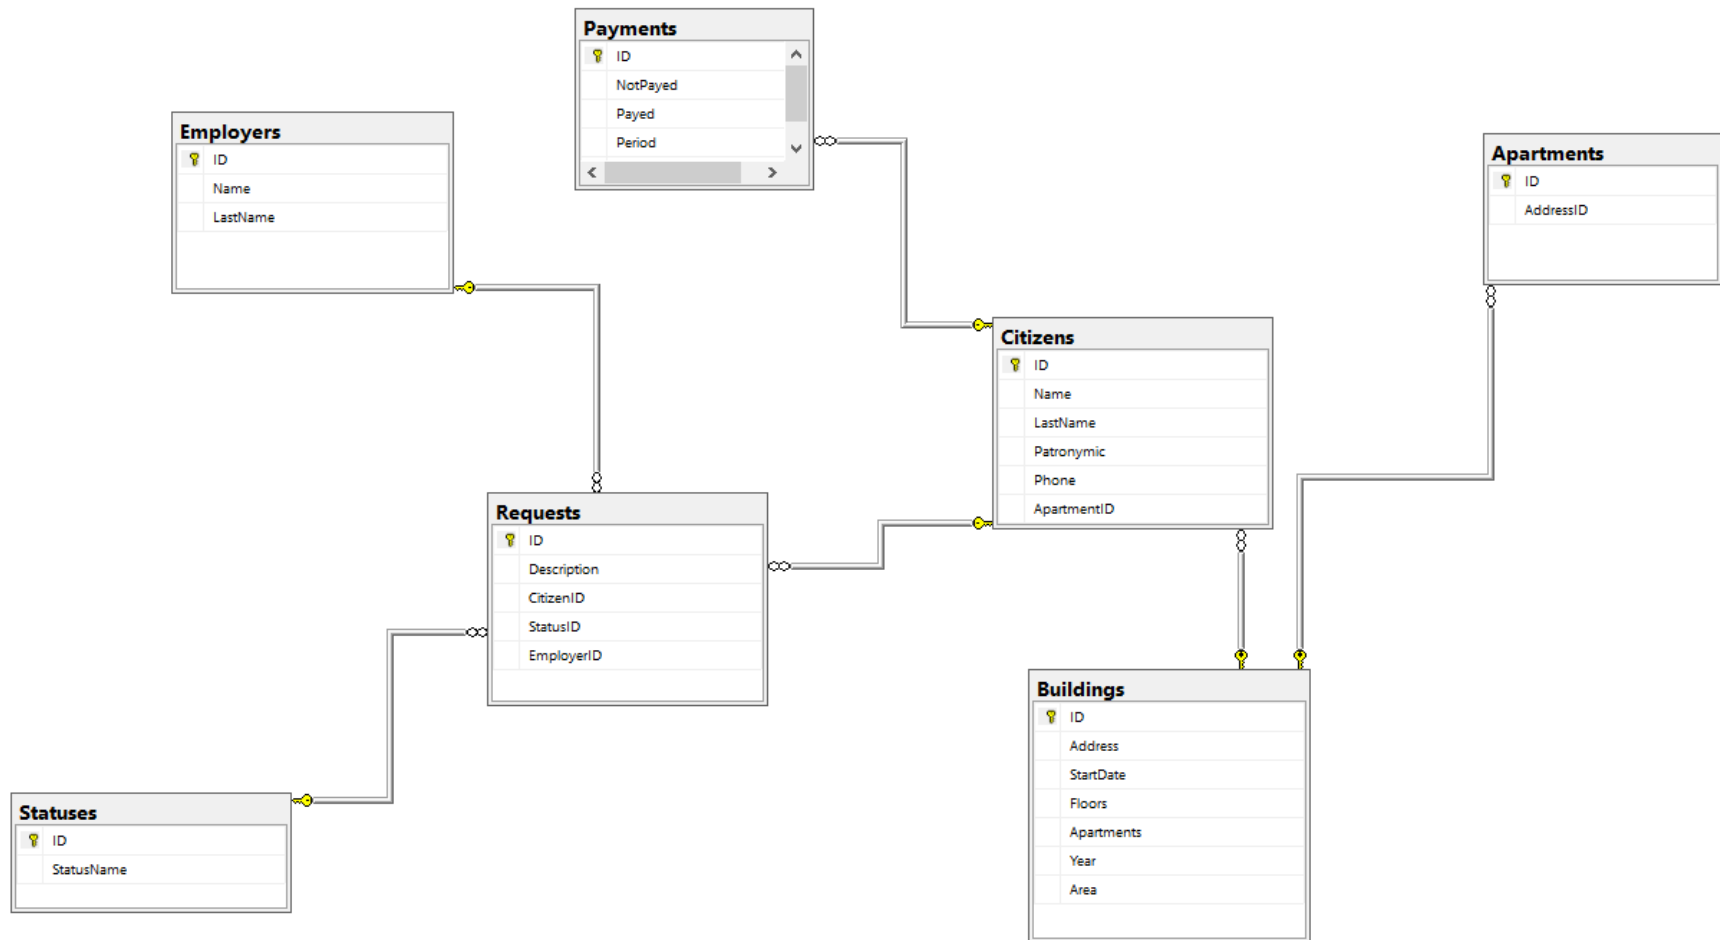 Payments
ID
NotPayed
Payed
Period
Employers
ID
Name
LastName
Apartments
ID
AddressID
Citizens
ID
Name
LastName
Patronymic
Phone
ApartmentID
Requests
ID
Description
CitizenID
StatusID
EmployerID
Buildings
ID
Address
StartDate
Floors
Apartments
Year
Area
Statuses
ID
StatusName